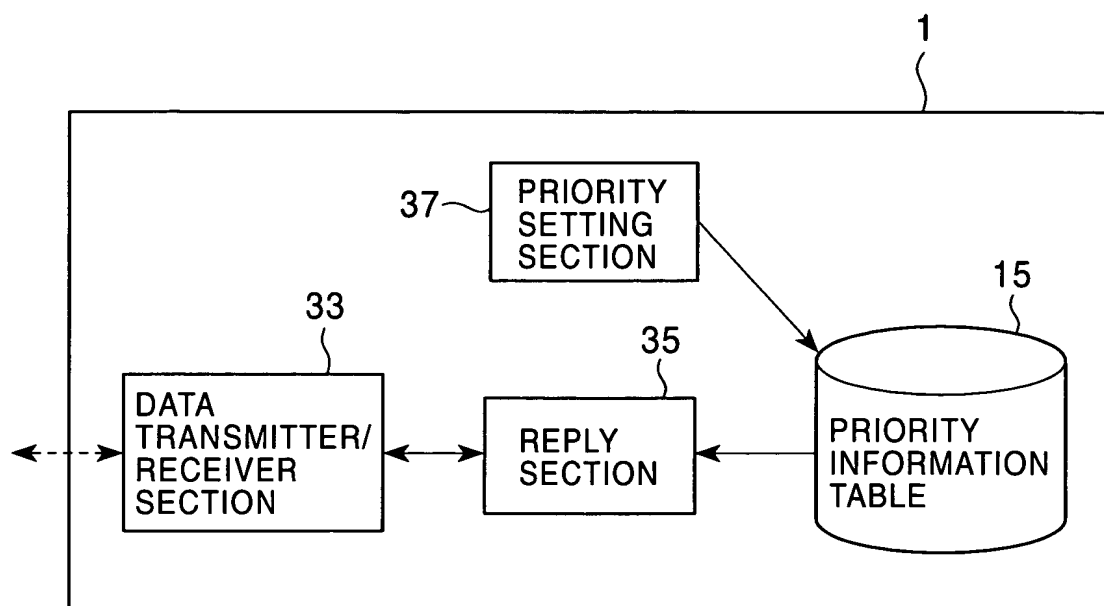 1
37
PRIORITY
SETTING
SECTION
15
33
35
DATA
TRANSMITTER/
RECEIVER
SECTION
REPLY
SECTION
PRIORITY
INFORMATION
TABLE